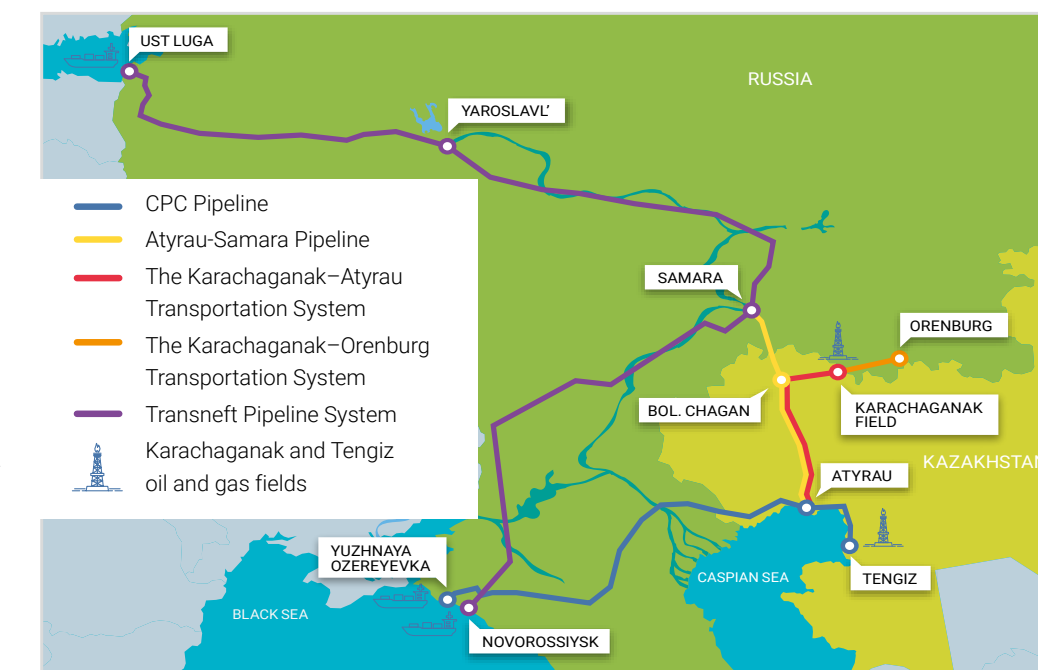 UST LUGA
RUSSIA
YAROSLAVL'
CPC Pipeline
Atyrau-Samara Pipeline
The Karachaganak–Atyrau
Transportation System
The Karachaganak–Orenburg
Transportation System
Transneft Pipeline System
Karachaganak and Tengiz
oil and gas fields
SAMARA
ORENBURG
BOL. CHAGAN
KARACHAGANAK
FIELD
KAZAKHSTAN
ATYRAU
YUZHNAYA
OZEREYEVKA
CASPIAN SEA
TENGIZ
BLACK SEA
NOVOROSSIYSK